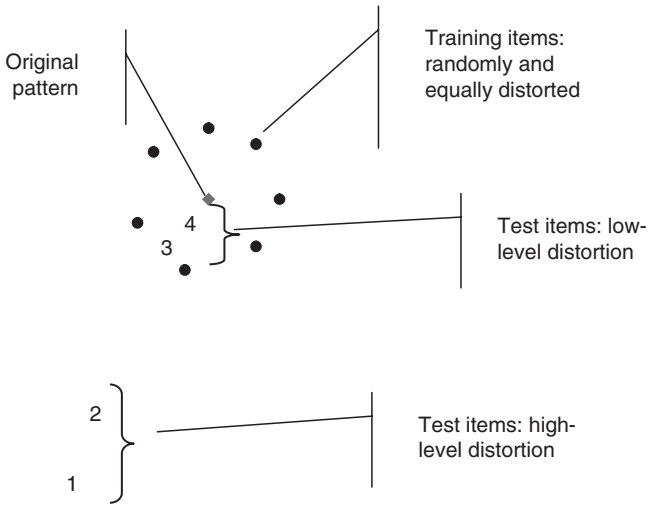 Original
pattern
Training items:
randomly and
equally distorted
4
3
Test items: low-
level distortion
2
1
Test items: high-
level distortion